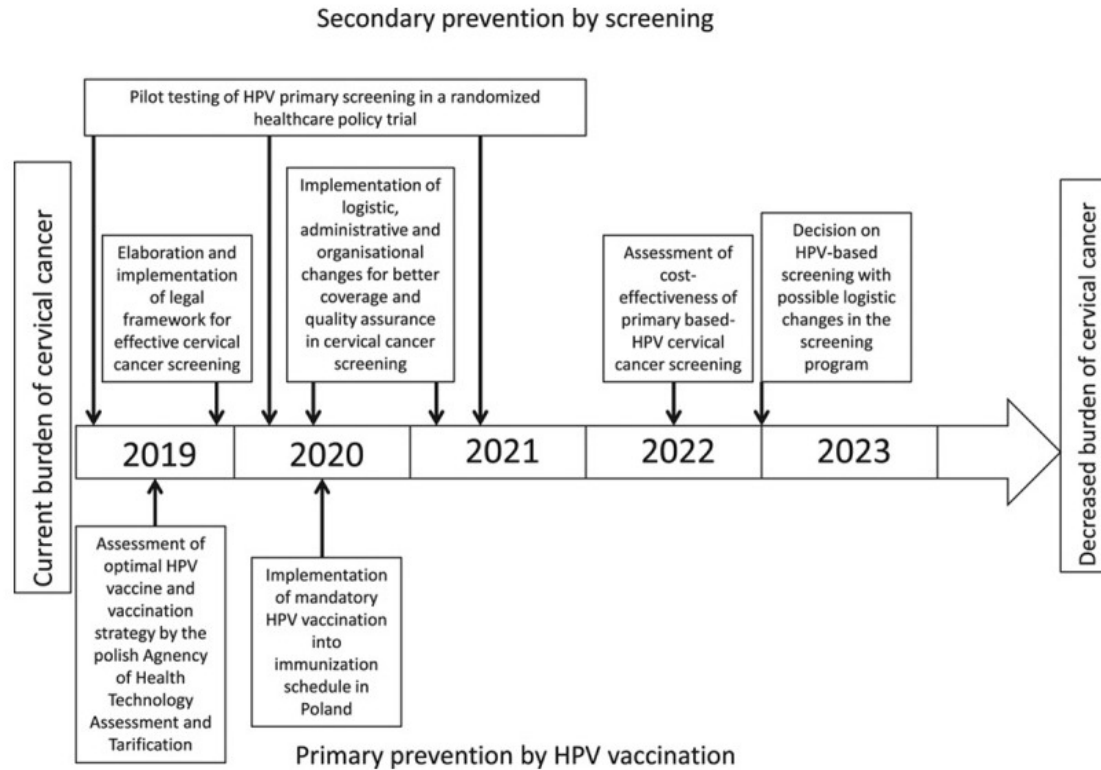 Secondary prevention by screening
Pilot testing of HPV primary screening in a randomized
healthcare policy trial
Current burden of cervical cancer
Elaboration and
implementation
of legal
framework for
effective cervical
cancer screening
Implementation of
logistic,
administrative and
organisational
changes for better
coverage and
quality assurance
in cervical cancer
screening
Assessment of
cost-
effectiveness of
primary based-
HPV cervical
cancer screening
Decision on
HPV-based
screening with
possible logistic
changes in the
screening
program
Decreased burden of cervical cancer
2019
2020
2021
2022
2023
Assessment of
optimal HPV
vaccine and
vaccination
strategy by the
polish Agnency
of Health
Technology
Assessment and
Tarification
Implementation
of mandatory
HPV vaccination
into
immunization
schedule in
Poland
Primary prevention by HPV vaccination